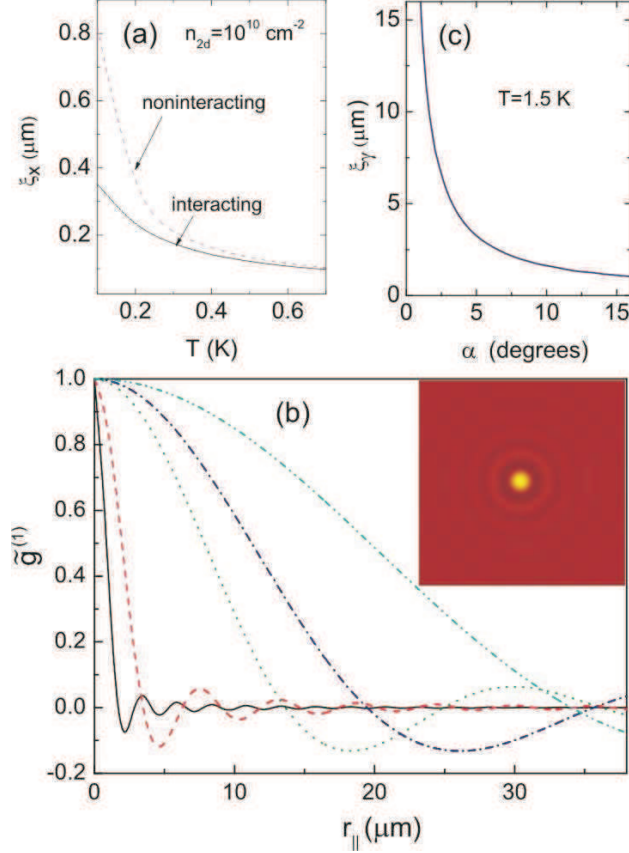 (a)
n2d=10^10 cm^-2
0.8
0.6
0.4
0.2
noninteracting
interacting
ξx (μm)
0.2
0.4
0.6
T (K)
(c)
T=1.5 K
15
10
5
0
ξγ (μm)
0
5
10
15
α (degrees)
(b)
1.0
0.8
0.6
0.4
0.2
0.0
-0.2
g̃(1)
0
10
20
30
r|| (μm)